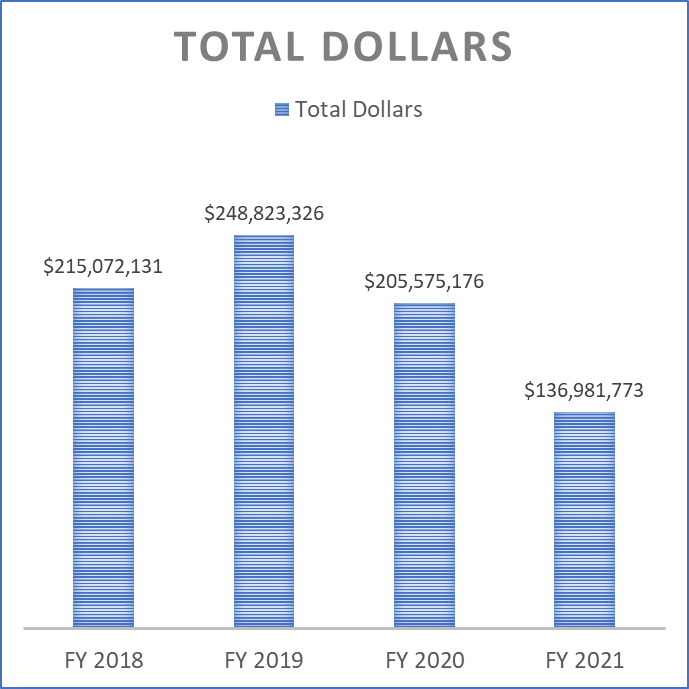 TOTAL DOLLARS
Total Dollars
$215,072,131
$248,823,326
$205,575,176
$136,981,773
FY 2018
FY 2019
FY 2020
FY 2021